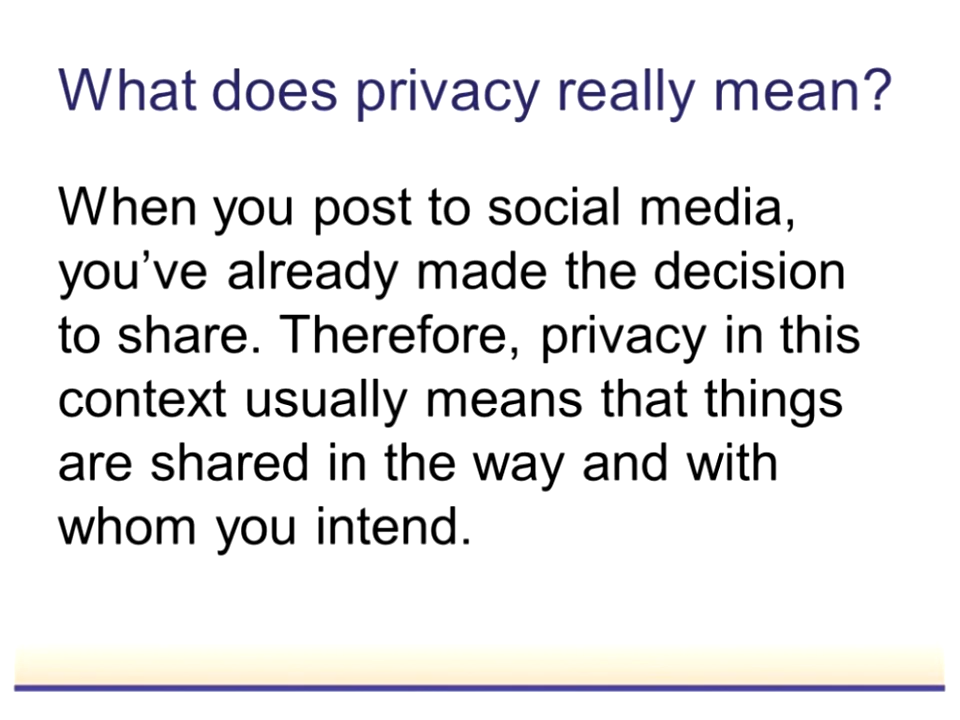 What does privacy really mean?
When you post to social media,
you’ve already made the decision
to share. Therefore, privacy in this
context usually means that things
are shared in the way and with
whom you intend.